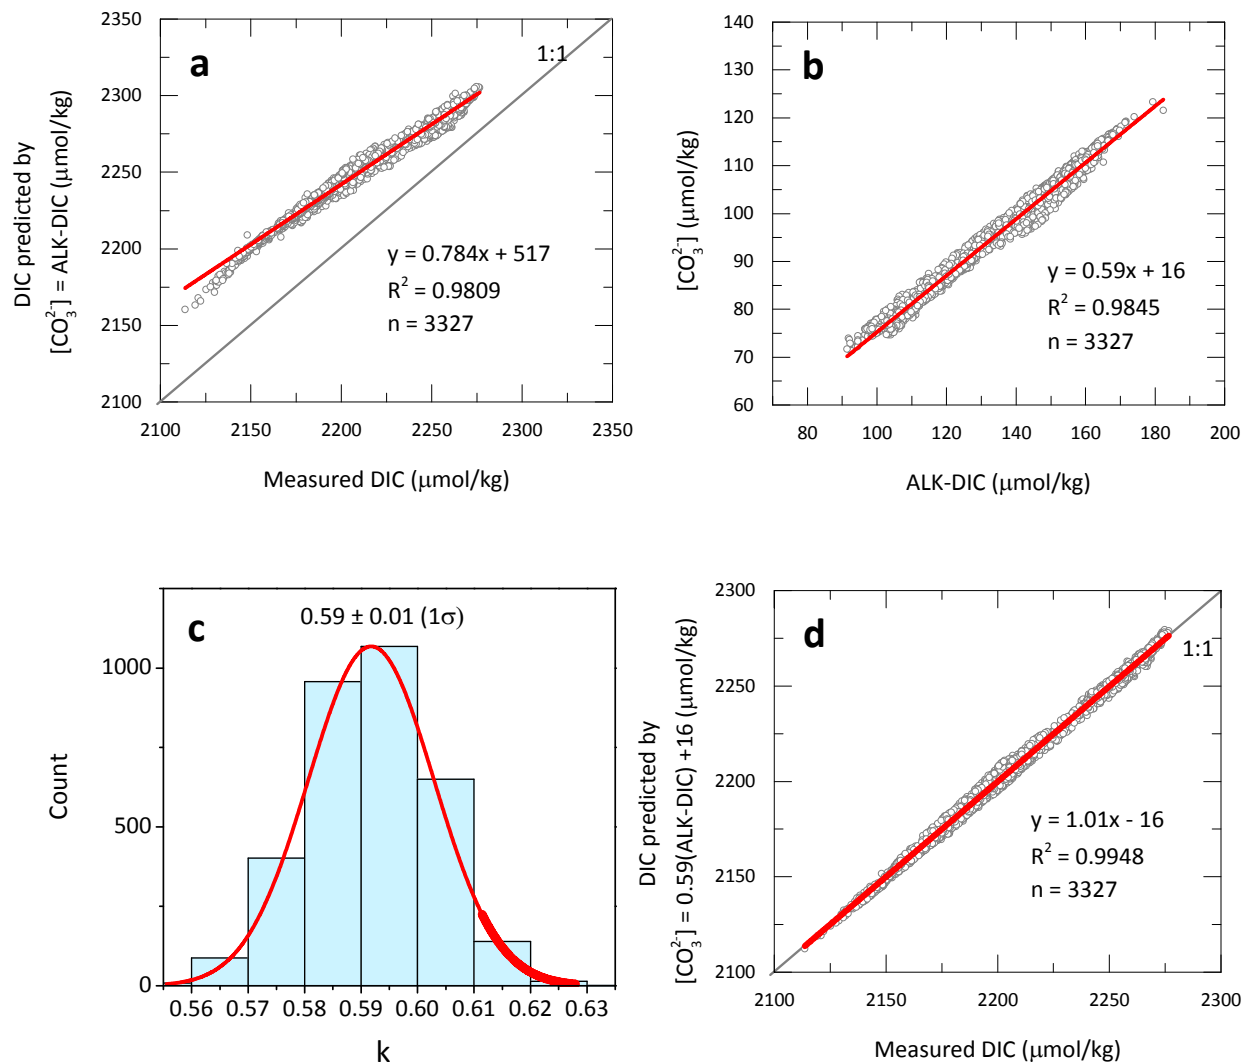 a
1:1
2350
2300
2250
2200
2150
2100
2100 2150 2200 2250 2300 2350
y = 0.784x + 517
R² = 0.9809
n = 3327
DIC predicted by
[CO₃²⁻] = ALK-DIC (μmol/kg)
Measured DIC (μmol/kg)
b
140
130
120
110
100
90
80
70
60
80 100 120 140 160 180 200
y = 0.59x + 16
R² = 0.9845
n = 3327
[CO₃²⁻] (μmol/kg)
ALK-DIC (μmol/kg)
c
0.59 ± 0.01 (1σ)
1000
500
0
0.56 0.57 0.58 0.59 0.60 0.61 0.62 0.63
Count
k
d
1:1
2300
2250
2200
2150
2100
2100 2150 2200 2250 2300
y = 1.01x - 16
R² = 0.9948
n = 3327
DIC predicted by
[CO₃²⁻] = 0.59(ALK-DIC) +16 (μmol/kg)
Measured DIC (μmol/kg)